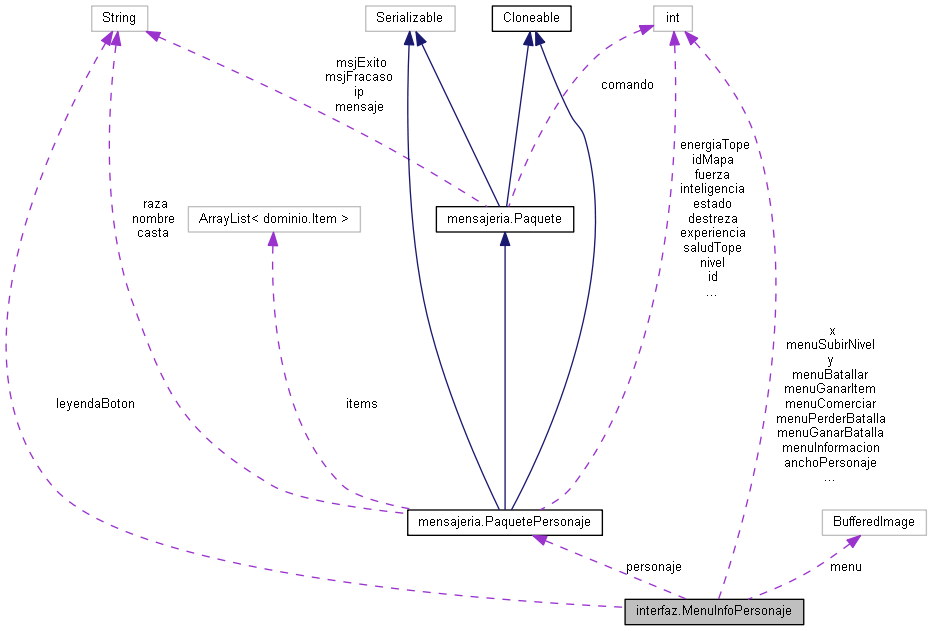 String
Serializable
Cloneable
int
msjExito
msjFracaso
ip
mensaje
comando
energiaTope
idMapa
fuerza
inteligencia
estado
destreza
experiencia
saludTope
nivel
id
...
raza
nombre
casta
ArrayList< dominio.Item >
mensajeria.Paquete
x
menuSubirNivel
y
menuBatallar
menuGanarItem
menuComerciar
menuPerderBatalla
menuGanarBatalla
menuInformacion
anchoPersonaje
...
leyendaBoton
items
mensajeria.PaquetePersonaje
BufferedImage
personaje
menu
interfaz.MenuInfoPersonaje